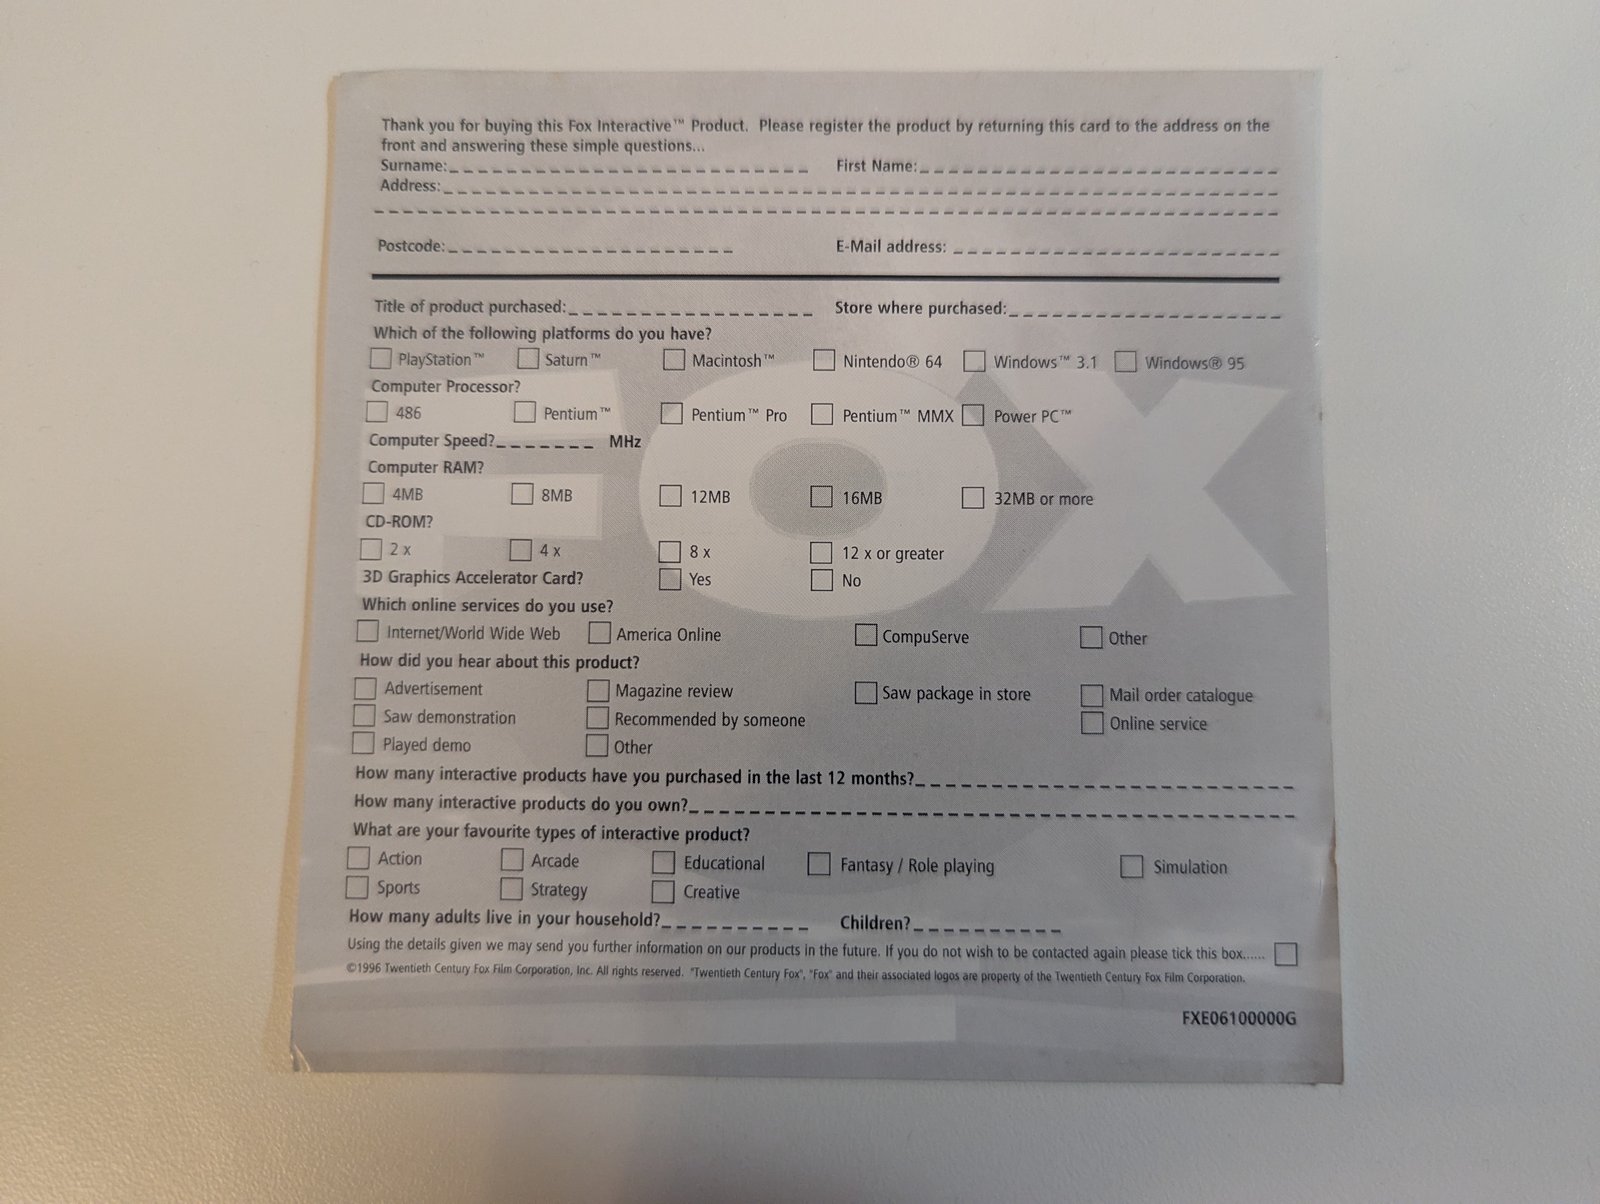 Thank you for buying this Fox Interactive™ Product. Please register the product by returning this card to the address on the
front and answering these simple questions...
Surname: First Name:
Address:
Postcode: E-Mail address:
Title of product purchased: Store where purchased:
Which of the following platforms do you have?
PlayStation™ Saturn™ Macintosh™ Nintendo® 64 Windows™ 3.1 Windows® 95
Computer Processor?
486 Pentium™ Pentium™ Pro Pentium™ MMX Power PC™
Computer Speed? MHz
Computer RAM?
4MB 8MB 12MB 16MB 32MB or more
CD-ROM?
2 x 4 x 8 x 12 x or greater
3D Graphics Accelerator Card? Yes No
Which online services do you use?
Internet/World Wide Web America Online CompuServe Other
How did you hear about this product?
Advertisement Magazine review Saw package in store Mail order catalogue
Saw demonstration Recommended by someone Online service
Played demo Other
How many interactive products have you purchased in the last 12 months?
How many interactive products do you own?
What are your favourite types of interactive product?
Action Arcade Educational Fantasy / Role playing Simulation
Sports Strategy Creative
How many adults live in your household? Children?
Using the details given we may send you further information on our products in the future. If you do not wish to be contacted again please tick this box......
©1996 Twentieth Century Fox Film Corporation, Inc. All rights reserved. "Twentieth Century Fox", "Fox" and their associated logos are property of the Twentieth Century Fox Film Corporation.
FXE06100000G
FOX